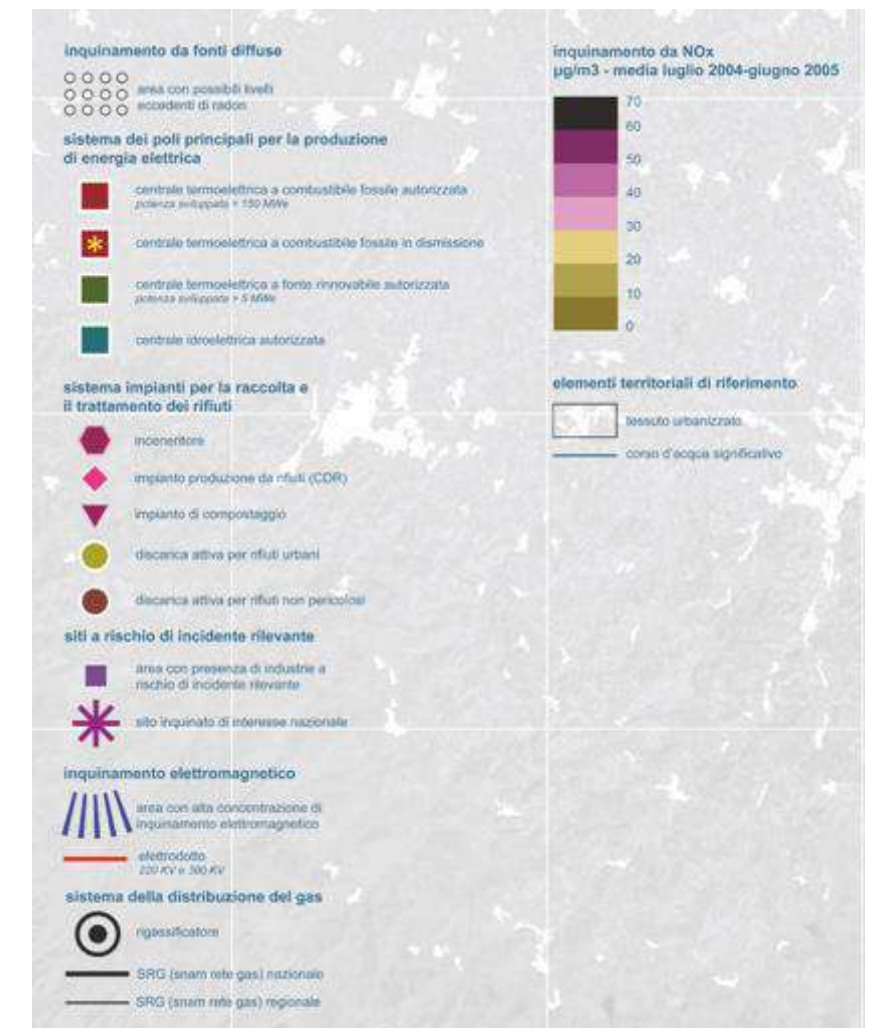 inquinamento da fonti diffuse
area con possibili livelli
eccedenti di radon
sistema dei poli principali per la produzione
di energia elettrica
centrale termoelettrica a combustibile fossile autorizzata
potenza sviluppata > 150 MWe
centrale termoelettrica a combustibile fossile in dismissione
centrale termoelettrica a fonte rinnovabile autorizzata
potenza sviluppata > 5 MWe
centrale idroelettrica autorizzata
sistema impianti per la raccolta e
il trattamento dei rifiuti
inceneritore
impianto produzione da rifiuti (CDR)
impianto di compostaggio
discarica attiva per rifiuti urbani
discarica attiva per rifiuti non pericolosi
siti a rischio di incidente rilevante
area con presenza di industrie a
rischio di incidente rilevante
sito inquinato di interesse nazionale
inquinamento elettromagnetico
area con alta concentrazione di
inquinamento elettromagnetico
elettrodotto
220 KV e 380 KV
sistema della distribuzione del gas
rigassificatore
SRG (snam rete gas) nazionale
SRG (snam rete gas) regionale
inquinamento da NOx
µg/m3 - media luglio 2004-giugno 2005
70
60
50
40
30
20
10
0
elementi territoriali di riferimento
tessuto urbanizzato
corso d'acqua significativo